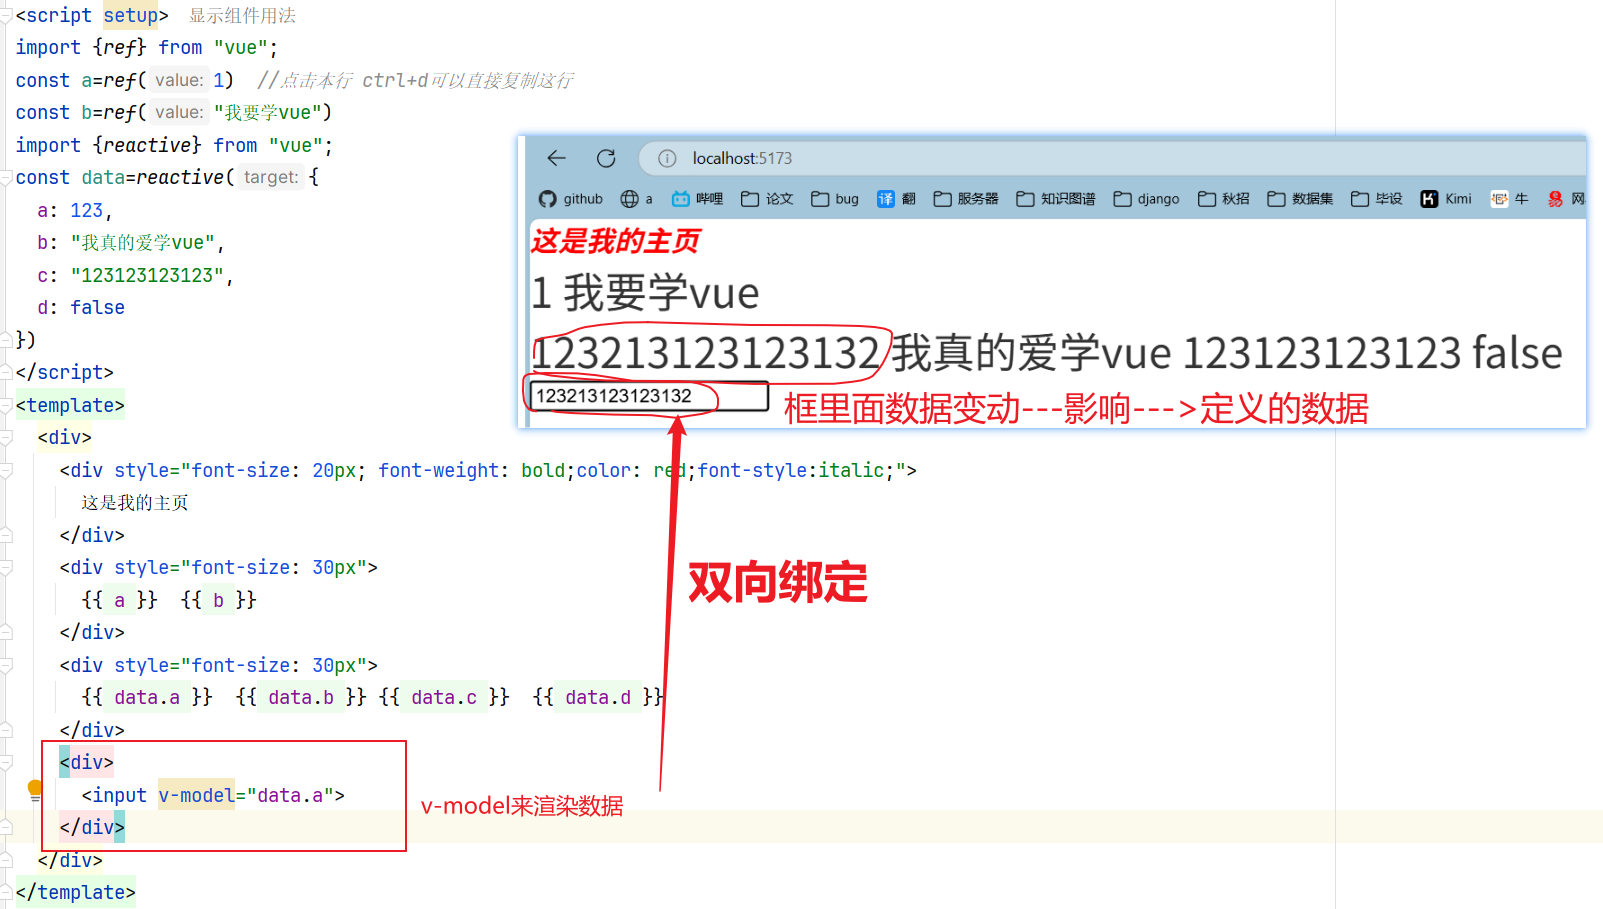 <script setup>  显示组件用法
import {ref} from "vue";
const a=ref( value: 1)  //点击本行 ctrl+d可以直接复制这行
const b=ref( value: "我要学vue")
import {reactive} from "vue";
const data=reactive( target: {
  a: 123,
  b: "我真的爱学vue",
  c: "123123123123",
  d: false
})
</script>
<template>
  <div>
    <div style="font-size: 20px; font-weight: bold;color: red;font-style:italic;">
      这是我的主页
    </div>
    <div style="font-size: 30px">
      {{ a }}  {{ b }}
    </div>
    <div style="font-size: 30px">
      {{ data.a }}  {{ data.b }} {{ data.c }}  {{ data.d }}
    </div>
    <div>
      <input v-model="data.a">
    </div>
  </div>
</template>
localhost:5173
github a 哔哩 论文 bug 译 翻 服务器 知识图谱 django 秋招 数据集 毕设 Kimi 牛 易 网
这是我的主页
1 我要学vue
123213123123132 我真的爱学vue 123123123123 false
123213123123132
框里面数据变动---影响--->定义的数据
双向绑定
v-model来渲染数据